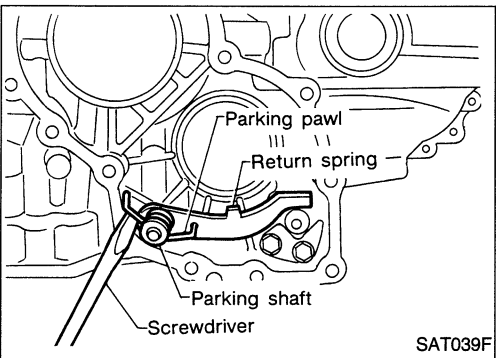 Parking pawl
Return spring
Parking shaft
Screwdriver
SAT039F